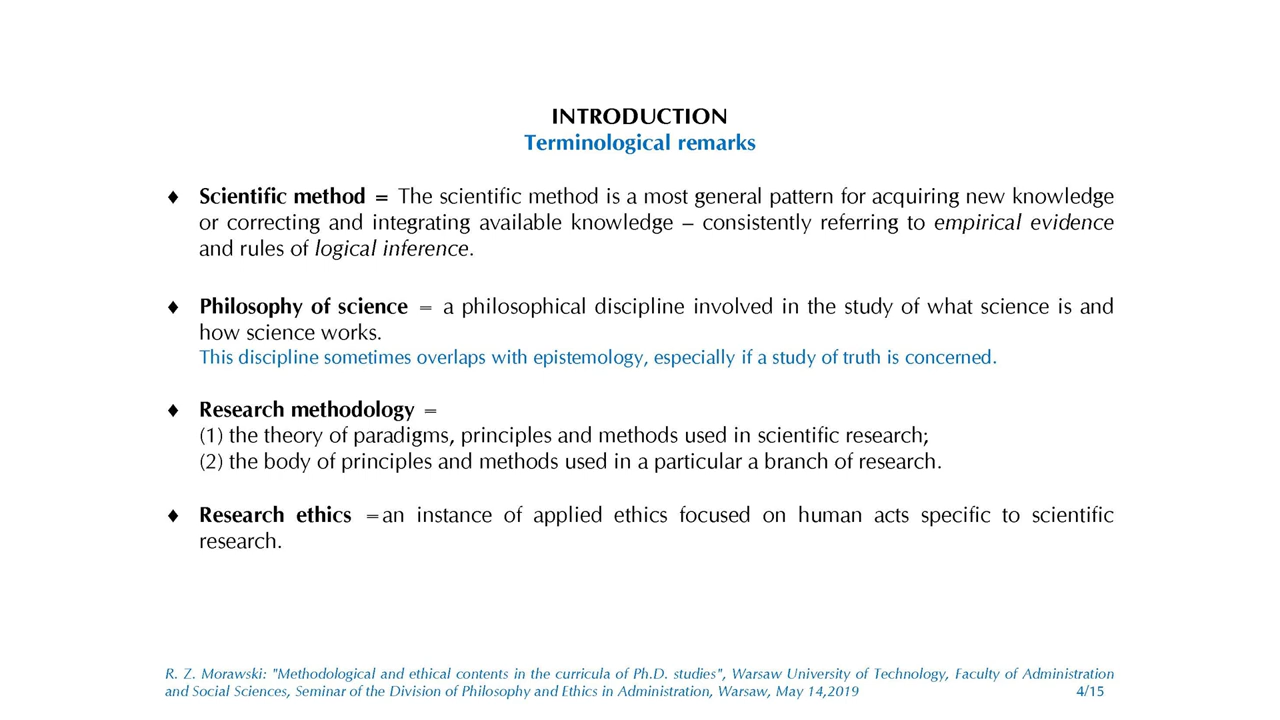 INTRODUCTION
Terminological remarks
♦ Scientific method = The scientific method is a most general pattern for acquiring new knowledge
or correcting and integrating available knowledge – consistently referring to empirical evidence
and rules of logical inference.
♦ Philosophy of science = a philosophical discipline involved in the study of what science is and
how science works.
This discipline sometimes overlaps with epistemology, especially if a study of truth is concerned.
♦ Research methodology =
(1) the theory of paradigms, principles and methods used in scientific research;
(2) the body of principles and methods used in a particular a branch of research.
♦ Research ethics =an instance of applied ethics focused on human acts specific to scientific
research.
R. Z. Morawski: "Methodological and ethical contents in the curricula of Ph.D. studies", Warsaw University of Technology, Faculty of Administration
and Social Sciences, Seminar of the Division of Philosophy and Ethics in Administration, Warsaw, May 14,2019 4/15